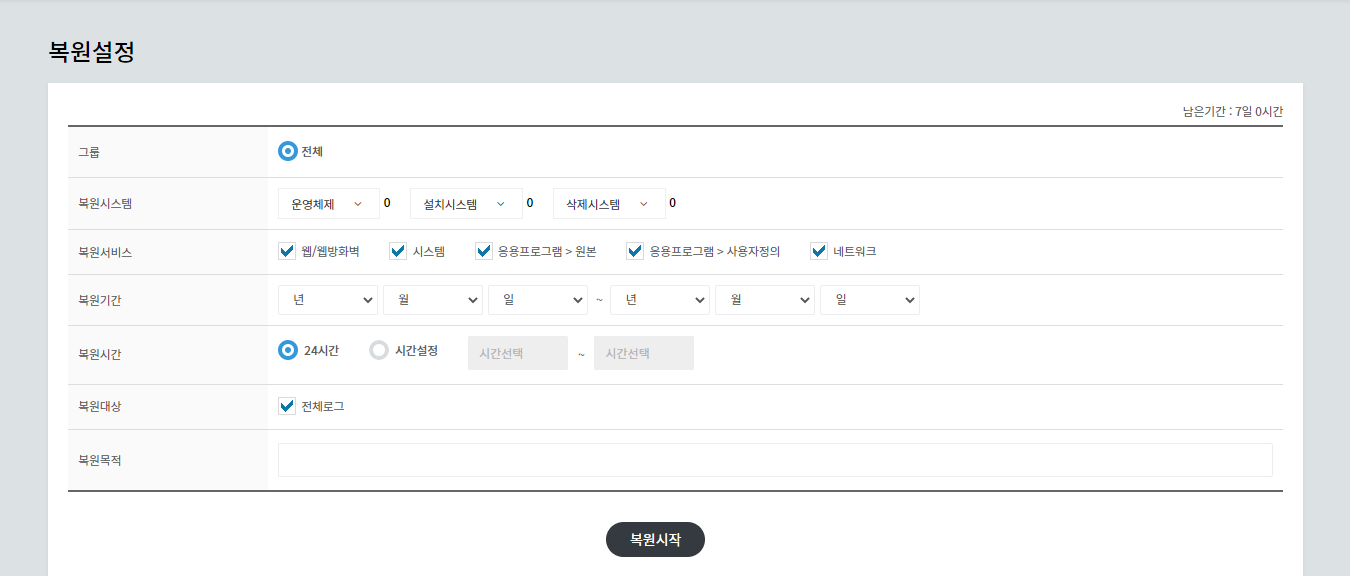 복원설정
남은기간 : 7일 0시간
그룹 전체
복원시스템 운영체제 0 설치시스템 0 삭제시스템 0
복원서비스 웹/웹방화벽 시스템 응용프로그램 > 원본 응용프로그램 > 사용자정의 네트워크
복원기간 년 월 일 ~ 년 월 일
복원시간 24시간 시간설정 시간선택 ~ 시간선택
복원대상 전체로그
복원목적
복원시작